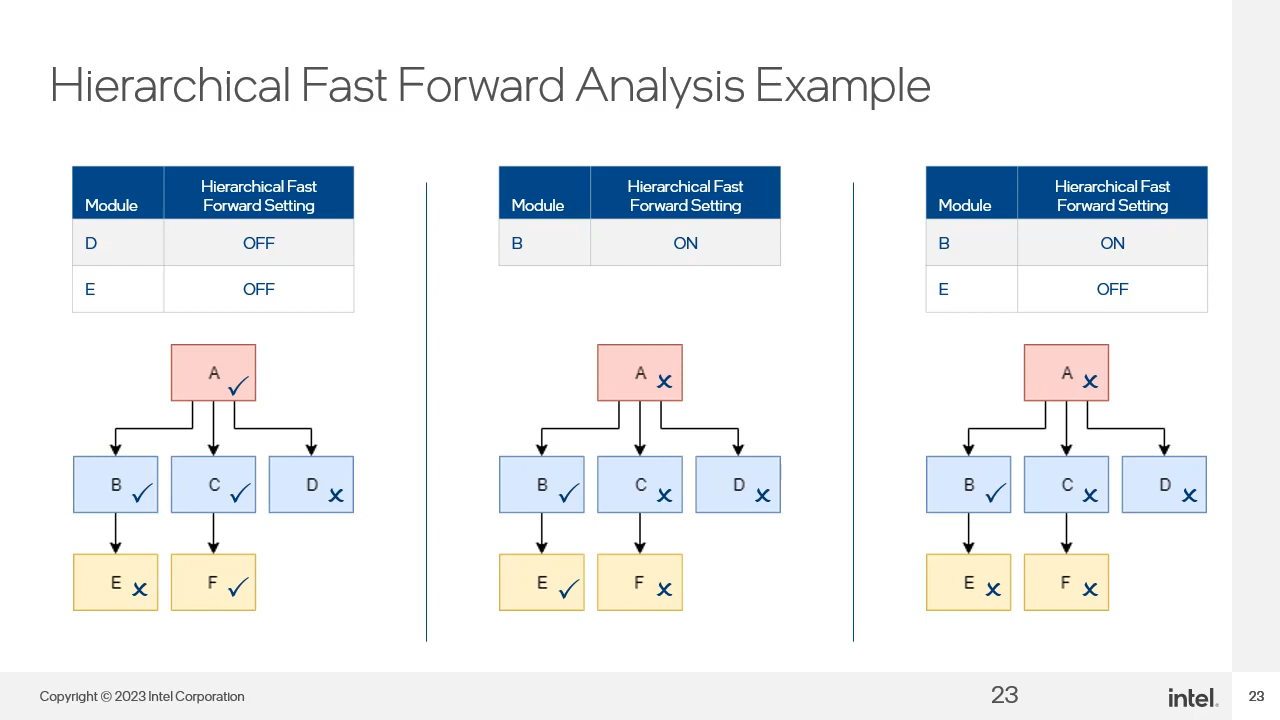 Hierarchical Fast Forward Analysis Example
Module
Hierarchical Fast
Forward Setting
D OFF
E OFF
A
B C D
E F
Module
Hierarchical Fast
Forward Setting
B ON
A
B C D
E F
Module
Hierarchical Fast
Forward Setting
B ON
E OFF
A
B C D
E F
Copyright © 2023 Intel Corporation
23
intel.
23